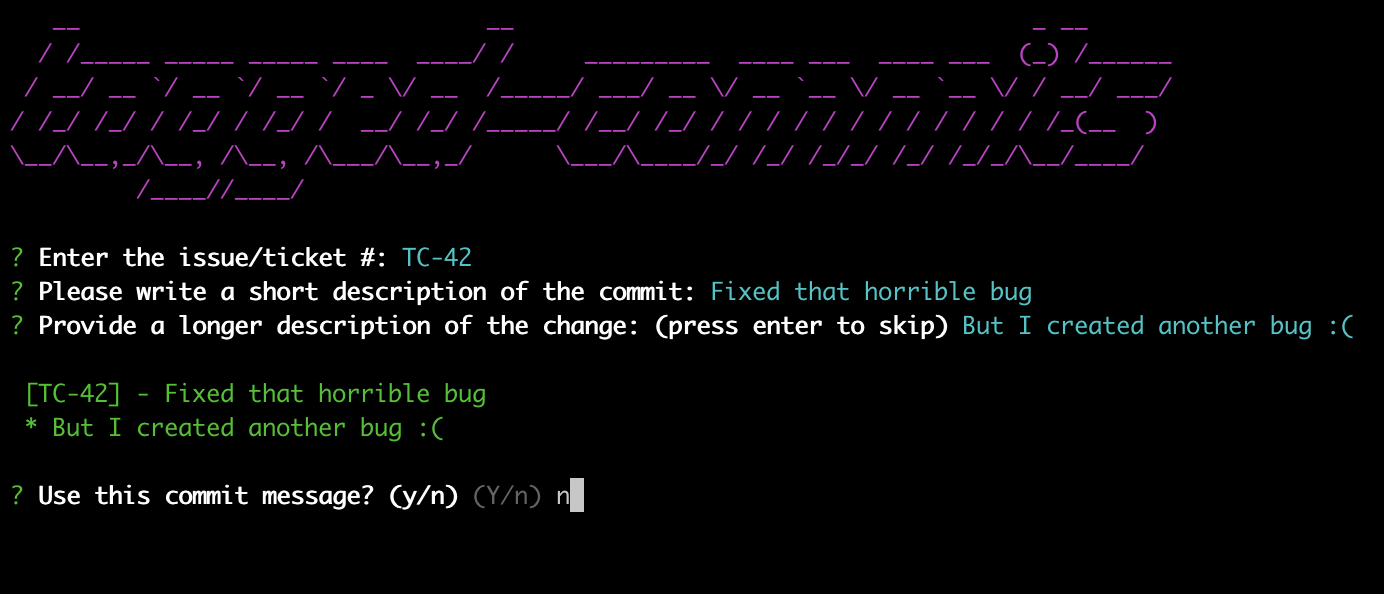 tagged-commits
? Enter the issue/ticket #: TC-42
? Please write a short description of the commit: Fixed that horrible bug
? Provide a longer description of the change: (press enter to skip) But I created another bug :(
[TC-42] - Fixed that horrible bug
* But I created another bug :(
? Use this commit message? (y/n) (Y/n) n